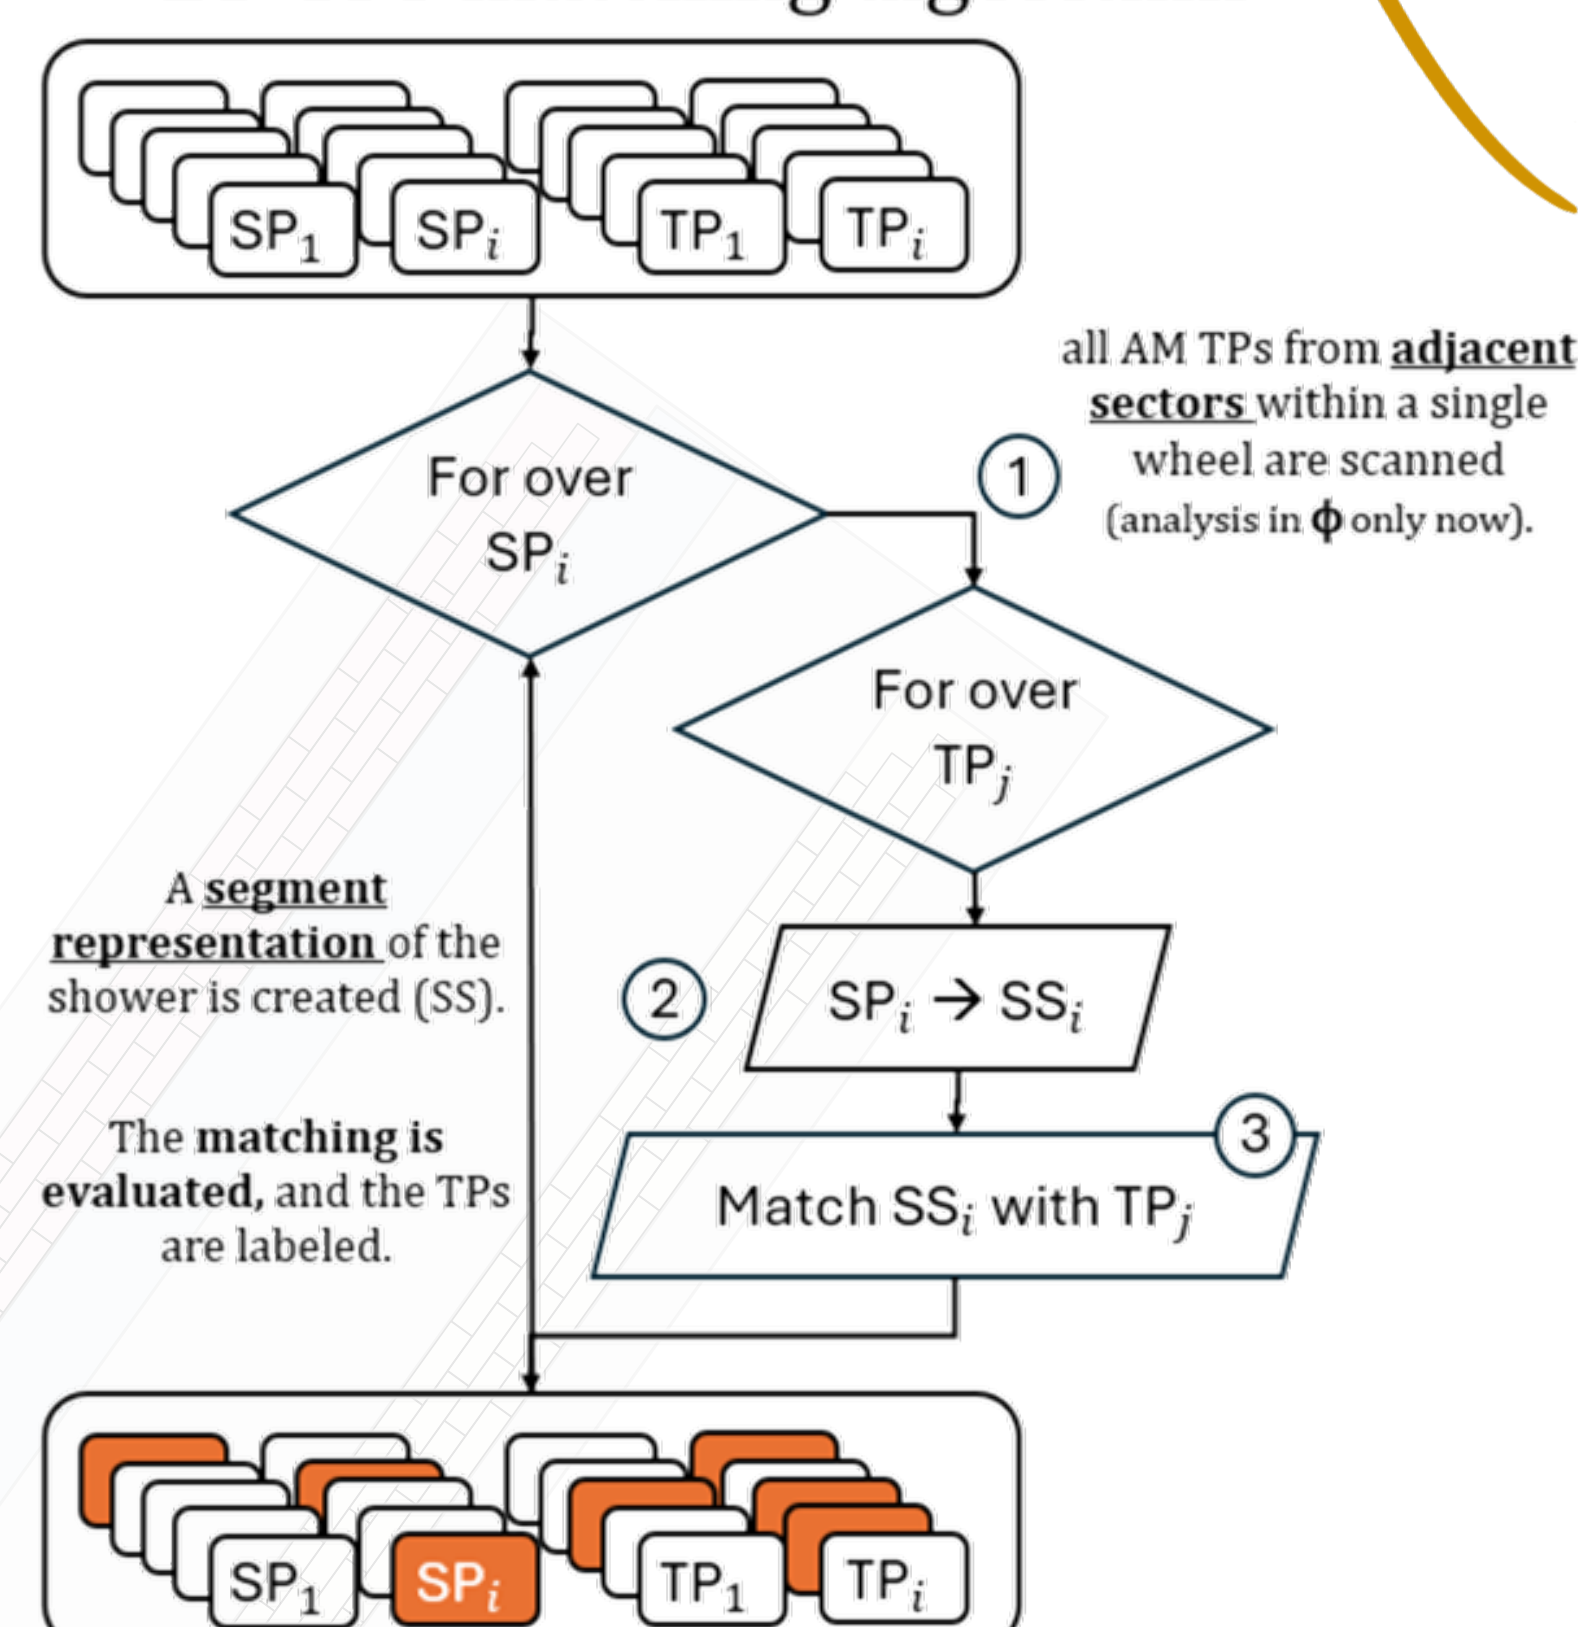 SP1 SPi TP1 TPi
all AM TPs from adjacent
sectors within a single
wheel are scanned
(analysis in ϕ only now).
1
For over
SPi
For over
TPj
A segment
representation of the
shower is created (SS).
2
SPi → SSi
The matching is
evaluated, and the TPs
are labeled.
3
Match SSi with TPj
SP1 SPi TP1 TPi